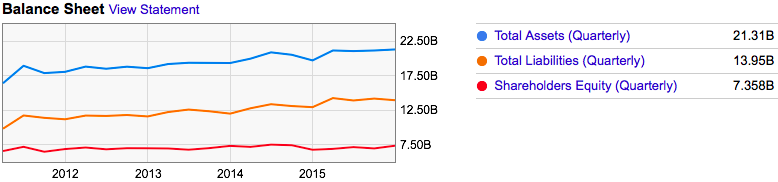 Balance Sheet View Statement
22.50B
17.50B
12.50B
7.50B
2012 2013 2014 2015
Total Assets (Quarterly) 21.31B
Total Liabilities (Quarterly) 13.95B
Shareholders Equity (Quarterly) 7.358B